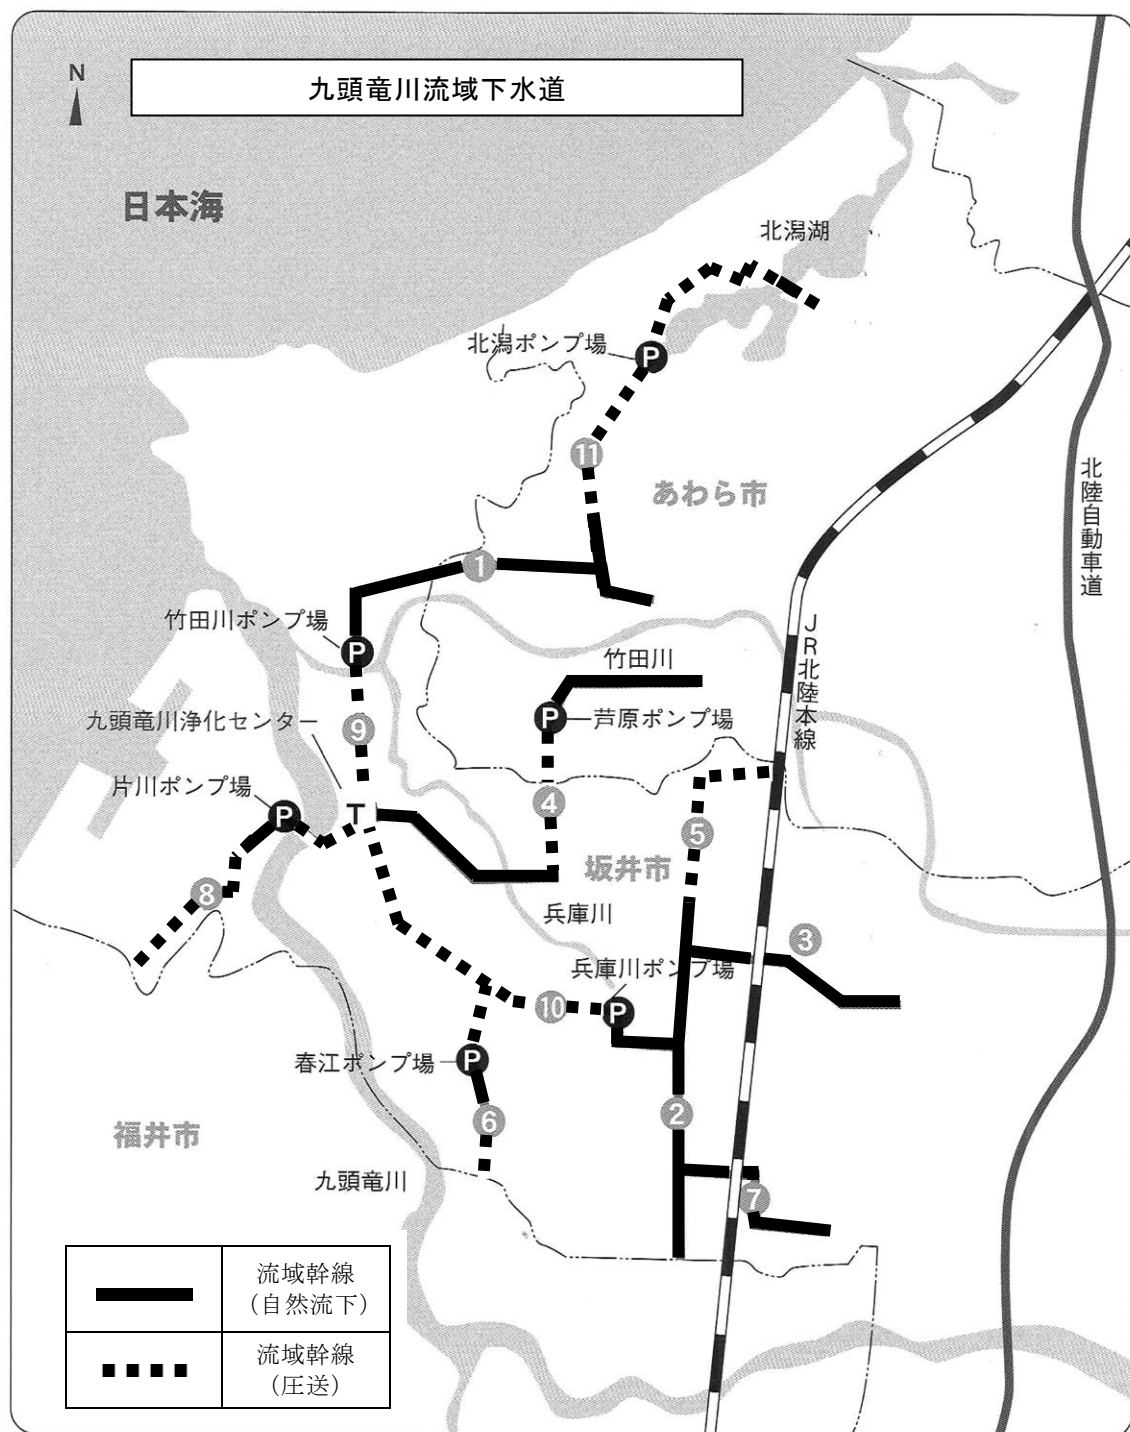 N
九頭竜川流域下水道
日本海
北潟湖
北潟ポンプ場
P
11
あわら市
北陸自動車道
1
竹田川ポンプ場
P
JR北陸本線
竹田川
九頭竜川浄化センター
9
P
芦原ポンプ場
片川ポンプ場
P
T
4
5
坂井市
8
兵庫川
3
兵庫川ポンプ場
10
P
春江ポンプ場
P
6
2
福井市
九頭竜川
7
流域幹線
（自然流下）
流域幹線
（圧送）